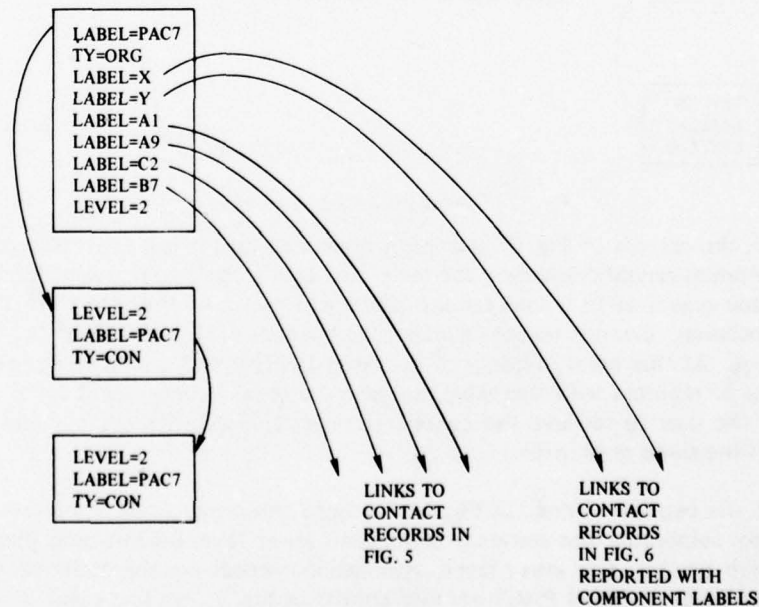 LABEL=PAC7
TY=ORG
LABEL=X
LABEL=Y
LABEL=A1
LABEL=A9
LABEL=C2
LABEL=B7
LEVEL=2
LEVEL=2
LABEL=PAC7
TY=CON
LEVEL=2
LABEL=PAC7
TY=CON
LINKS TO
CONTACT
RECORDS IN
FIG. 5
LINKS TO
CONTACT
RECORDS
IN FIG. 6
REPORTED WITH
COMPONENT LABELS